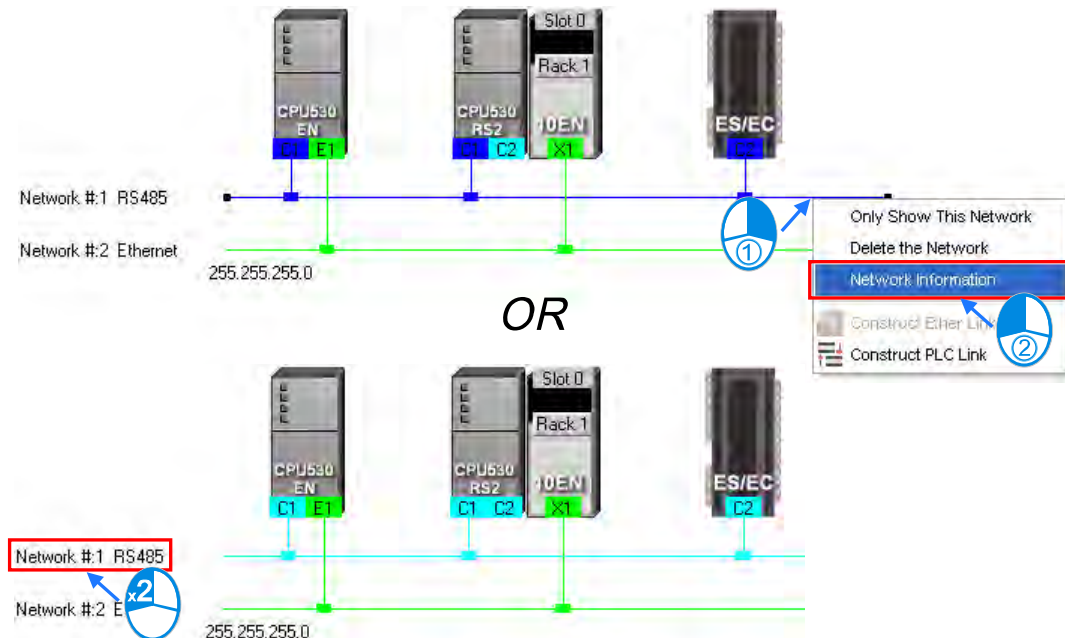 Slot 0
Rack 1
CPU530
EN
CPU530
RS2
10EN
ES/EC
C1 E1
C1 C2
X1
C2
Network #:1 RS485
Network #:2 Ethernet
255.255.255.0
①
Only Show This Network
Delete the Network
Network Information
Construct Ether Link
Construct PLC Link
②
OR
Slot 0
Rack 1
CPU530
EN
CPU530
RS2
10EN
ES/EC
C1 E1
C1 C2
X1
C2
Network #:1 RS485
x2
Network #:2 E
255.255.255.0